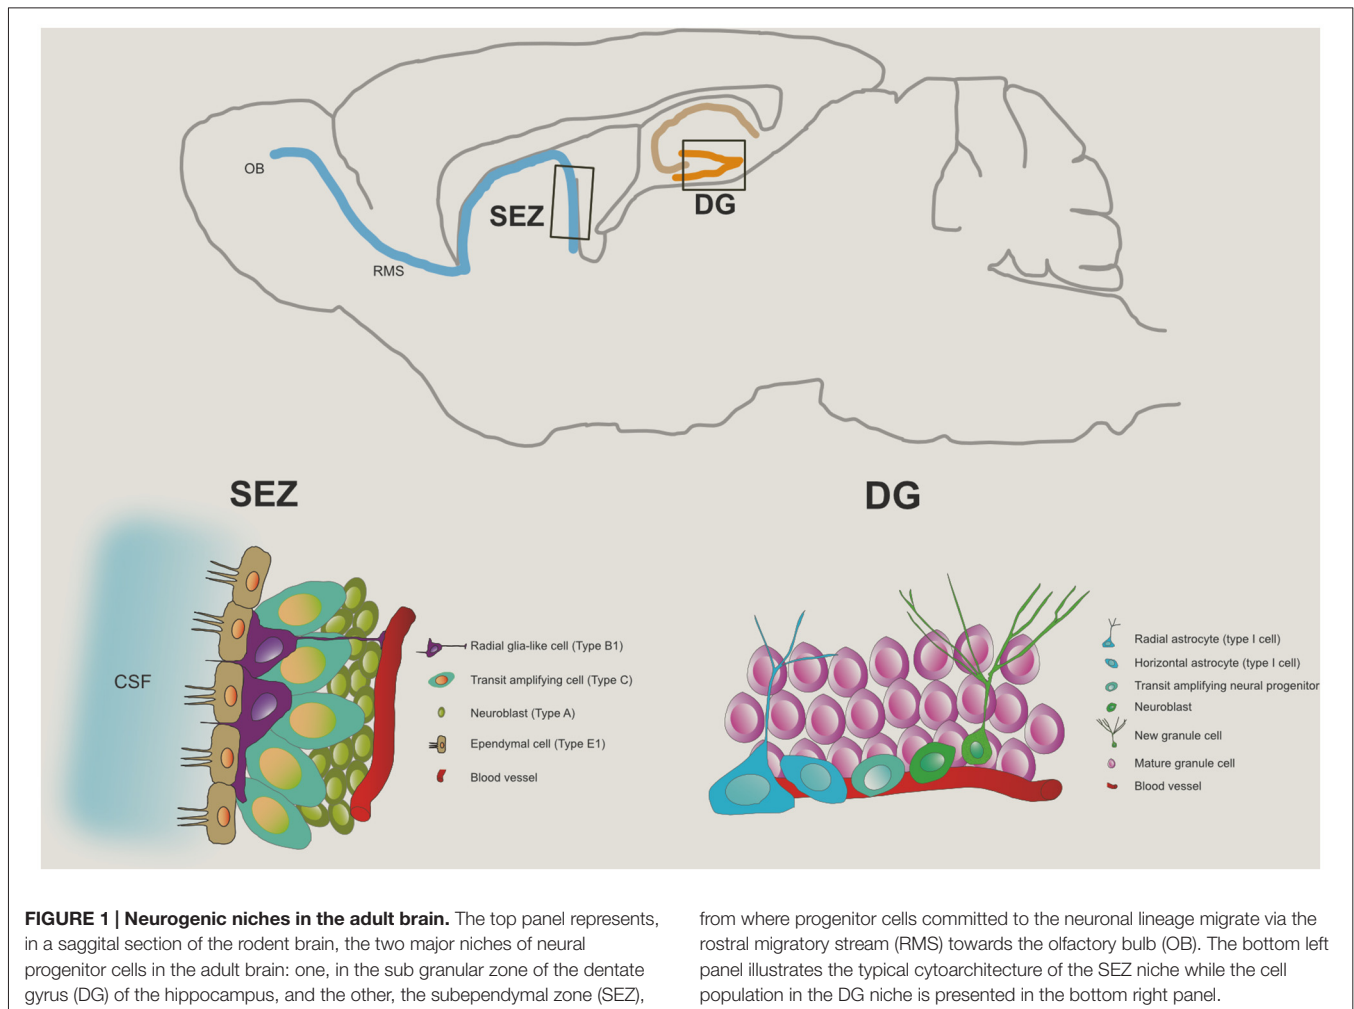 OB
RMS
SEZ
DG
SEZ
DG
CSF
Radial glia-like cell (Type B1)
Transit amplifying cell (Type C)
Neuroblast (Type A)
Ependymal cell (Type E1)
Blood vessel
Radial astrocyte (type I cell)
Horizontal astrocyte (type I cell)
Transit amplifying neural progenitor
Neuroblast
New granule cell
Mature granule cell
Blood vessel
FIGURE 1 | Neurogenic niches in the adult brain. The top panel represents,
in a saggital section of the rodent brain, the two major niches of neural
progenitor cells in the adult brain: one, in the sub granular zone of the dentate
gyrus (DG) of the hippocampus, and the other, the subependymal zone (SEZ),
from where progenitor cells committed to the neuronal lineage migrate via the
rostral migratory stream (RMS) towards the olfactory bulb (OB). The bottom left
panel illustrates the typical cytoarchitecture of the SEZ niche while the cell
population in the DG niche is presented in the bottom right panel.